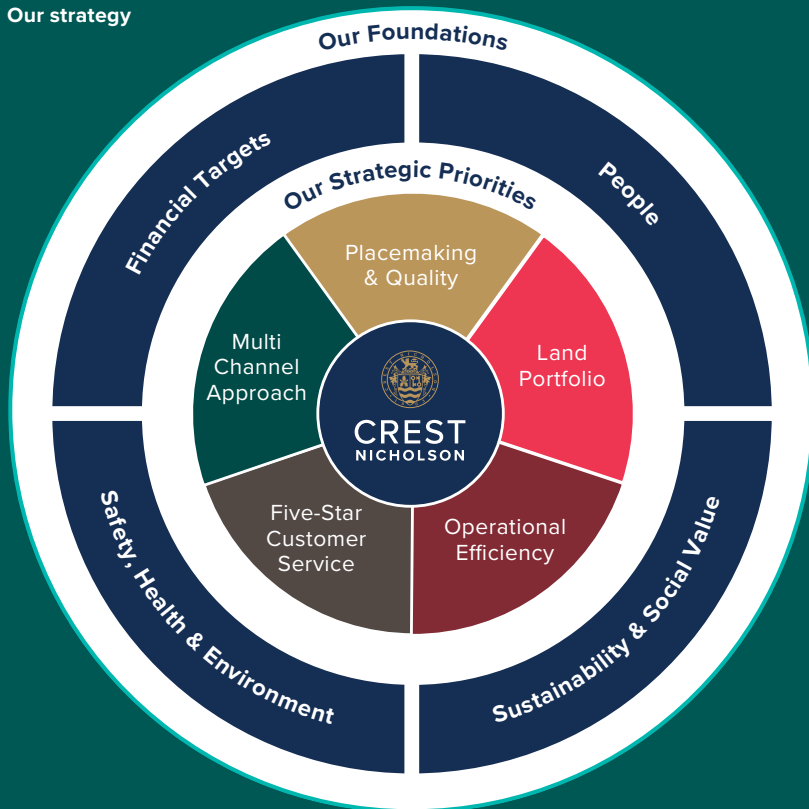 Our strategy
Our Foundations
Financial Targets
People
Our Strategic Priorities
Placemaking
& Quality
Multi
Channel
Approach
Land
Portfolio
CREST
NICHOLSON
Five-Star
Customer
Service
Operational
Efficiency
Safety, Health & Environment
Sustainability & Social Value